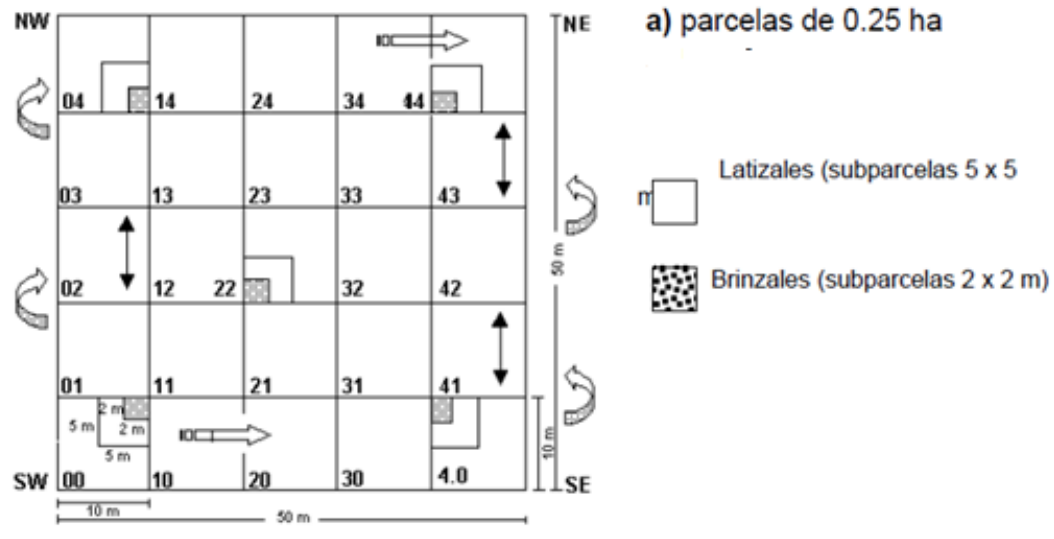 NW
NE
a) parcelas de 0.25 ha
04 14 24 34 44
03 13 23 33 43
Latizales (subparcelas 5 x 5
m
50 m
02 12 22 32 42
Brinzales (subparcelas 2 x 2 m)
01 11 21 31 41
2 m
5 m
2 m
5 m
10 m
SW 00 10 20 30 4.0 SE
10 m
50 m